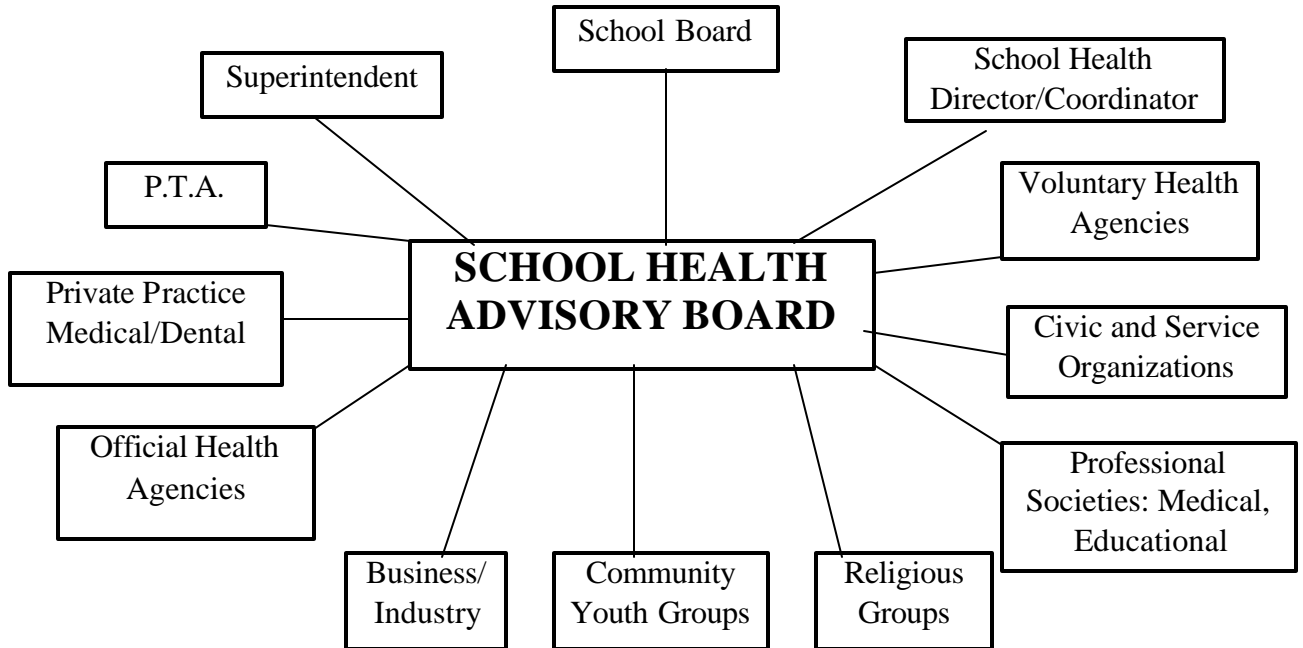 School Board
Superintendent
School Health
Director/Coordinator
P.T.A.
Voluntary Health
Agencies
SCHOOL HEALTH
ADVISORY BOARD
Private Practice
Medical/Dental
Civic and Service
Organizations
Official Health
Agencies
Professional
Societies: Medical,
Educational
Business/
Industry
Community
Youth Groups
Religious
Groups